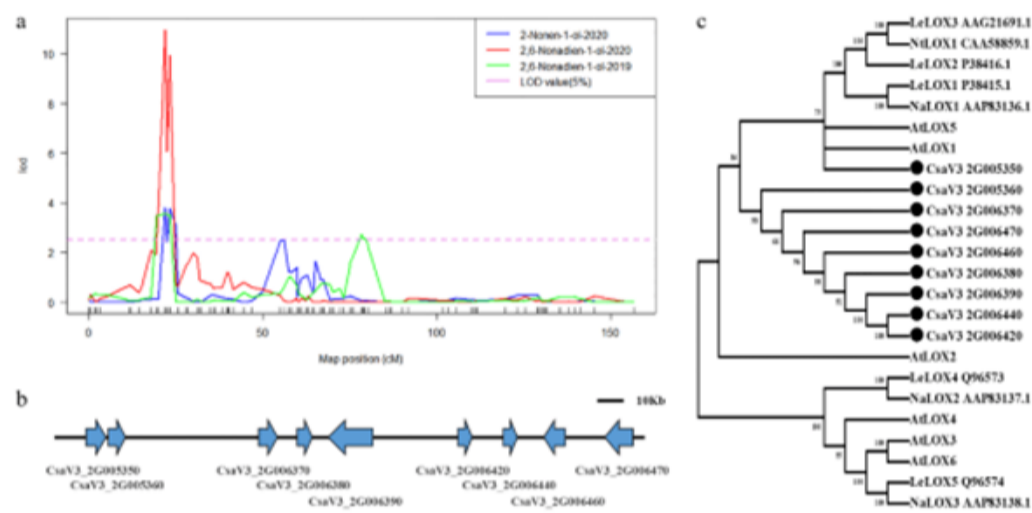 a
2-Nonen-1-ol-2020
2,6-Nonadien-1-ol-2020
2,6-Nonadien-1-ol-2019
LOD value(5%)
10
8
6
4
2
0
lod
0
50
100
150
Map position (cM)
b
10Kb
CsaV3_2G005350
CsaV3_2G005360
CsaV3_2G006370
CsaV3_2G006380
CsaV3_2G006390
CsaV3_2G006420
CsaV3_2G006440
CsaV3_2G006460
CsaV3_2G006470
c
LeLOX3 AAG21691.1
NtLOX1 CAA58859.1
LeLOX2 P38416.1
LeLOX1 P38415.1
NaLOX1 AAP83136.1
AtLOX5
AtLOX1
CsaV3 2G005350
CsaV3 2G005360
CsaV3 2G006370
CsaV3 2G006470
CsaV3 2G006460
CsaV3 2G006380
CsaV3 2G006390
CsaV3 2G006440
CsaV3 2G006420
AtLOX2
LeLOX4 Q96573
NaLOX2 AAP83137.1
AtLOX4
AtLOX3
AtLOX6
LeLOX5 Q96574
NaLOX3 AAP83138.1